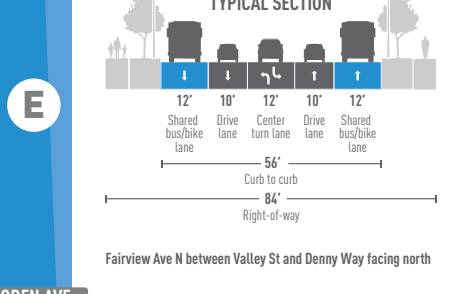 TYPICAL SECTION
E
12' 10' 12' 10' 12'
Shared bus/bike lane
Drive lane
Center turn lane
Drive lane
Shared bus/bike lane
56'
Curb to curb
84'
Right-of-way
Fairview Ave N between Valley St and Denny Way facing north
AVE